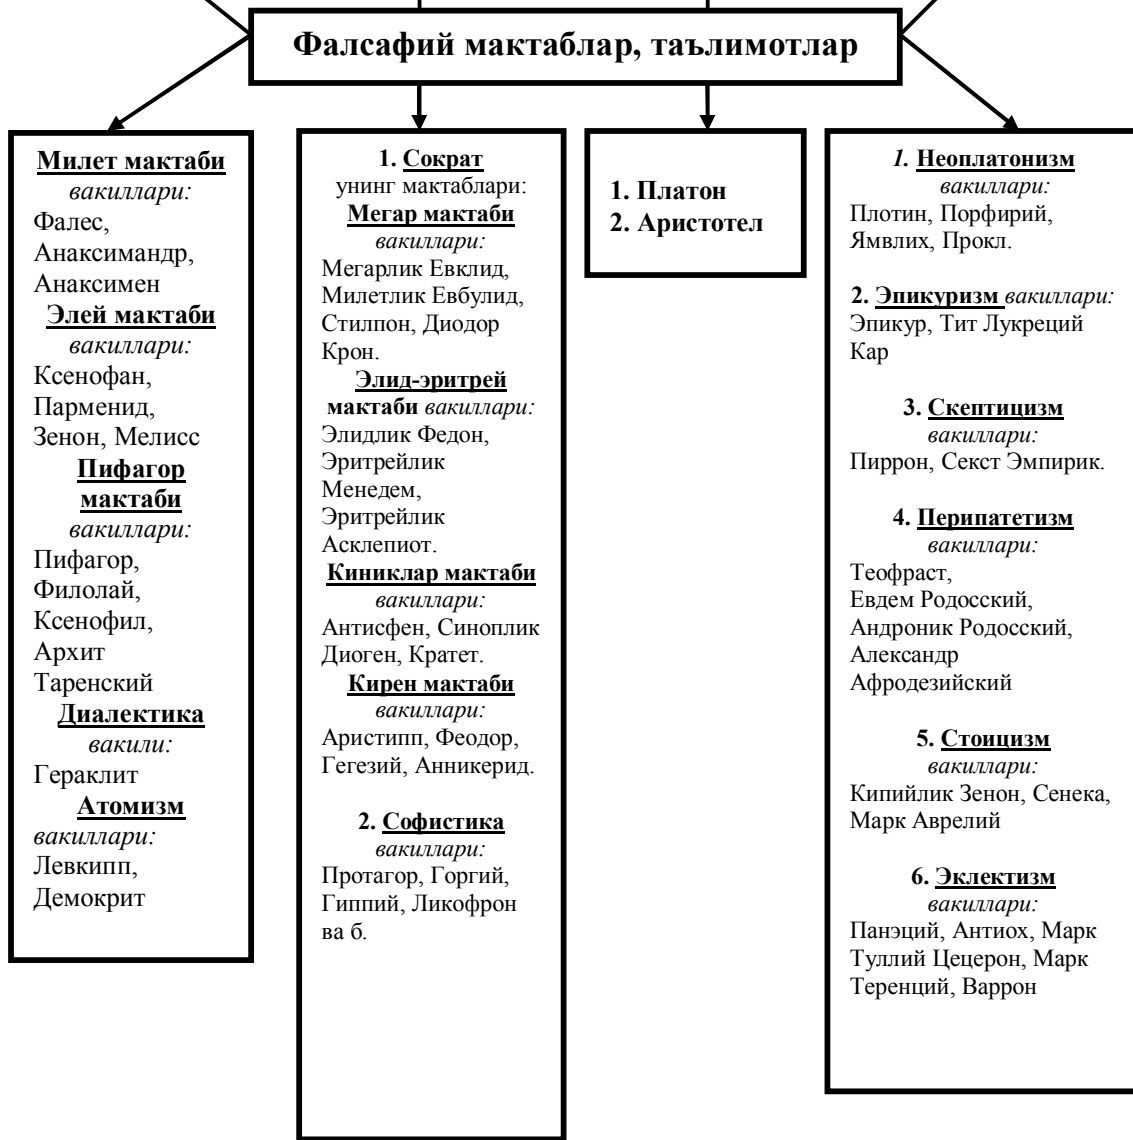 Фалсафий мактаблар, таълимотлар
Милет мактаби
вакиллари:
Фалес,
Анаксимандр,
Анаксимен
Элей мактаби
вакиллари:
Ксенофан,
Парменид,
Зенон, Мелисс
Пифагор
мактаби
вакиллари:
Пифагор,
Филолай,
Ксенофил,
Архит
Таренский
Диалектика
вакили:
Гераклит
Атомизм
вакиллари:
Левкипп,
Демокрит
1. Сократ
унинг мактаблари:
Мегар мактаби
вакиллари:
Мегарлик Евклид,
Милетлик Евбулид,
Стилпон, Диодор
Крон.
Элид-эритрей
мактаби вакиллари:
Элидлик Федон,
Эритрейлик
Менедем,
Эритрейлик
Асклепиот.
Киниклар мактаби
вакиллари:
Антисфен, Синоплик
Диоген, Кратет.
Кирен мактаби
вакиллари:
Аристипп, Феодор,
Гегезий, Анникерид.
2. Софистика
вакиллари:
Протагор, Горгий,
Гиппий, Ликофрон
ва б.
1. Платон
2. Аристотел
1. Неоплатонизм
вакиллари:
Плотин, Порфирий,
Ямвлих, Прокл.
2. Эпикуризм вакиллари:
Эпикур, Тит Лукреций
Кар
3. Скептицизм
вакиллари:
Пиррон, Секст Эмпирик.
4. Перипатетизм
вакиллари:
Теофраст,
Евдем Родосский,
Андроник Родосский,
Александр
Афродезийский
5. Стоицизм
вакиллари:
Кипийлик Зенон, Сенека,
Марк Аврелий
6. Эклектизм
вакиллари:
Панэций, Антиох, Марк
Туллий Цецерон, Марк
Теренций, Варрон